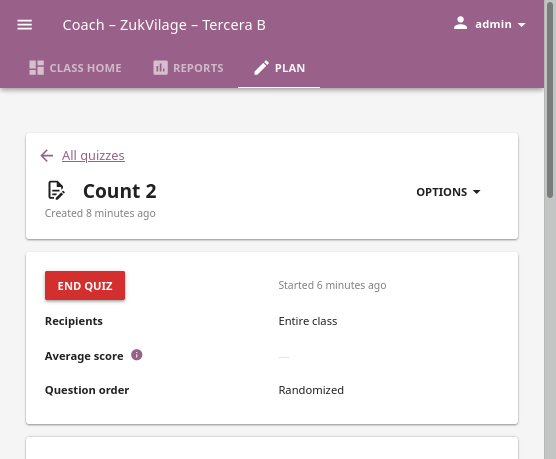 Coach – ZukVilage – Tercera B
admin
CLASS HOME
REPORTS
PLAN
All quizzes
Count 2
OPTIONS
Created 8 minutes ago
END QUIZ
Started 6 minutes ago
Recipients
Entire class
Average score
—
Question order
Randomized